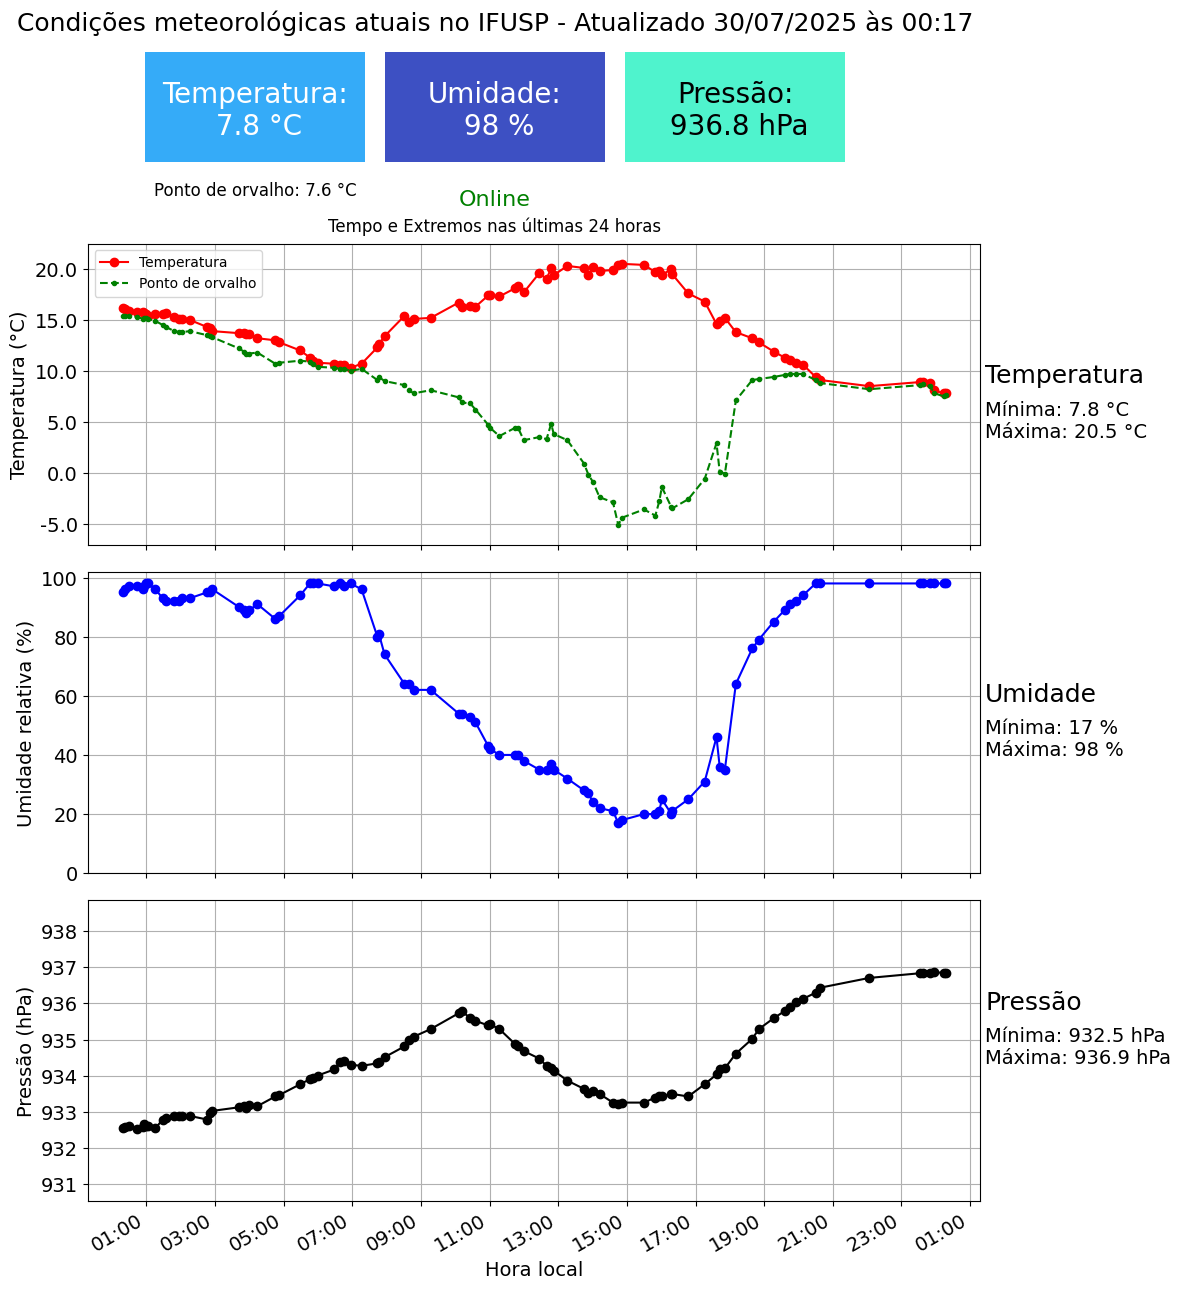 Condições meteorológicas atuais no IFUSP - Atualizado 30/07/2025 às 00:17
Temperatura:
7.8 °C
Umidade:
98 %
Pressão:
936.8 hPa
Ponto de orvalho: 7.6 °C
Online
Tempo e Extremos nas últimas 24 horas
Temperatura
Ponto de orvalho
Temperatura (°C)
20.0
15.0
10.0
5.0
0.0
-5.0
Temperatura
Mínima: 7.8 °C
Máxima: 20.5 °C
Umidade relativa (%)
100
80
60
40
20
0
Umidade
Mínima: 17 %
Máxima: 98 %
Pressão (hPa)
938
937
936
935
934
933
932
931
Pressão
Mínima: 932.5 hPa
Máxima: 936.9 hPa
01:00 03:00 05:00 07:00 09:00 11:00 13:00 15:00 17:00 19:00 21:00 23:00 01:00
Hora local